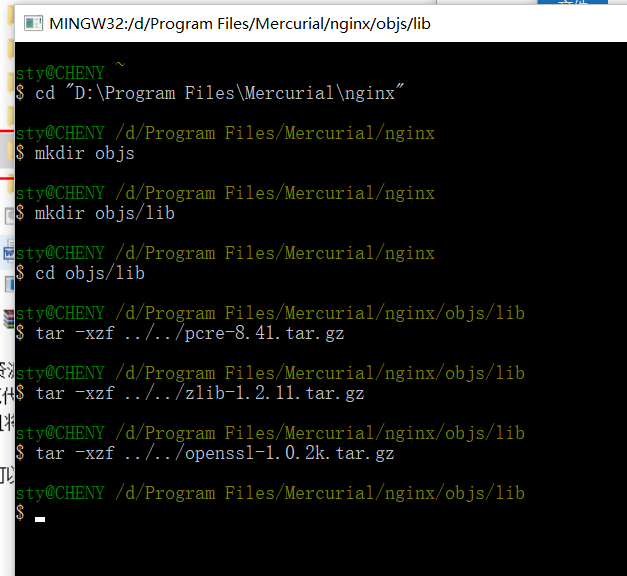 文件
MINGW32:/d/Program Files/Mercurial/nginx/objs/lib
sty@CHENY ~
$ cd "D:\Program Files\Mercurial\nginx"
sty@CHENY /d/Program Files/Mercurial/nginx
$ mkdir objs
sty@CHENY /d/Program Files/Mercurial/nginx
$ mkdir objs/lib
sty@CHENY /d/Program Files/Mercurial/nginx
$ cd objs/lib
sty@CHENY /d/Program Files/Mercurial/nginx/objs/lib
$ tar -xzf ../../pcre-8.41.tar.gz
sty@CHENY /d/Program Files/Mercurial/nginx/objs/lib
$ tar -xzf ../../zlib-1.2.11.tar.gz
sty@CHENY /d/Program Files/Mercurial/nginx/objs/lib
$ tar -xzf ../../openssl-1.0.2k.tar.gz
sty@CHENY /d/Program Files/Mercurial/nginx/objs/lib
$